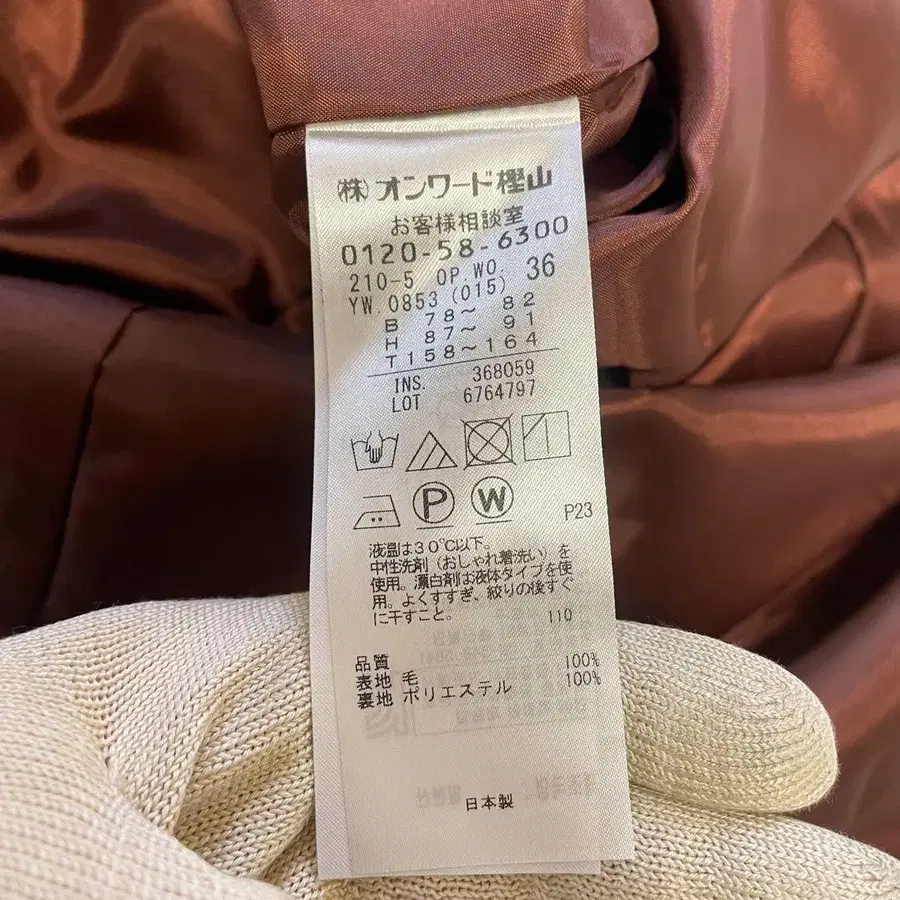 (株)オンワード樫山
お客様相談室
0120-58-6300
210-5 OP.WO. 36
YW.0853 (015)
B 78～ 82
H 87～ 91
T158～164
INS. 368059
LOT 6764797
P W P23
液温は30℃以下。
中性洗剤(おしゃれ着洗い)を
使用。漂白剤は液体タイプを使
用。よくすすぎ、絞りの後すぐ
に干すこと。 110
品質
表地 毛 100%
裏地 ポリエステル 100%
日本製